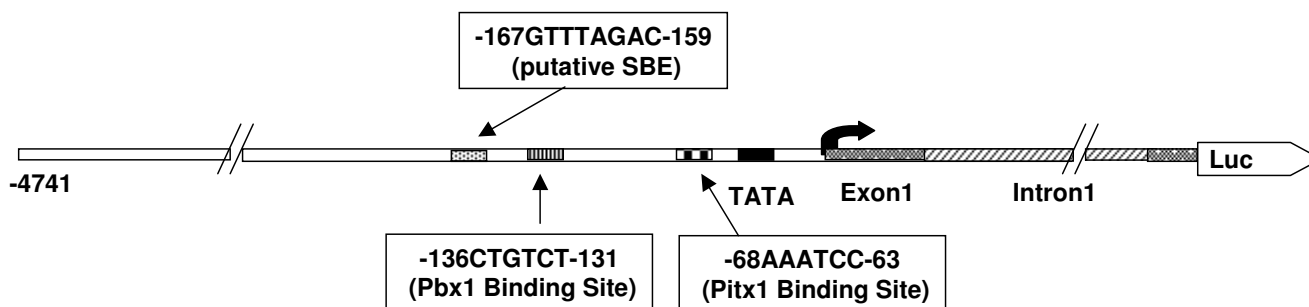 -167GTTTAGAC-159
(putative SBE)
-4741
TATA
Exon1
Intron1
Luc
-136CTGTCT-131
(Pbx1 Binding Site)
-68AAATCC-63
(Pitx1 Binding Site)